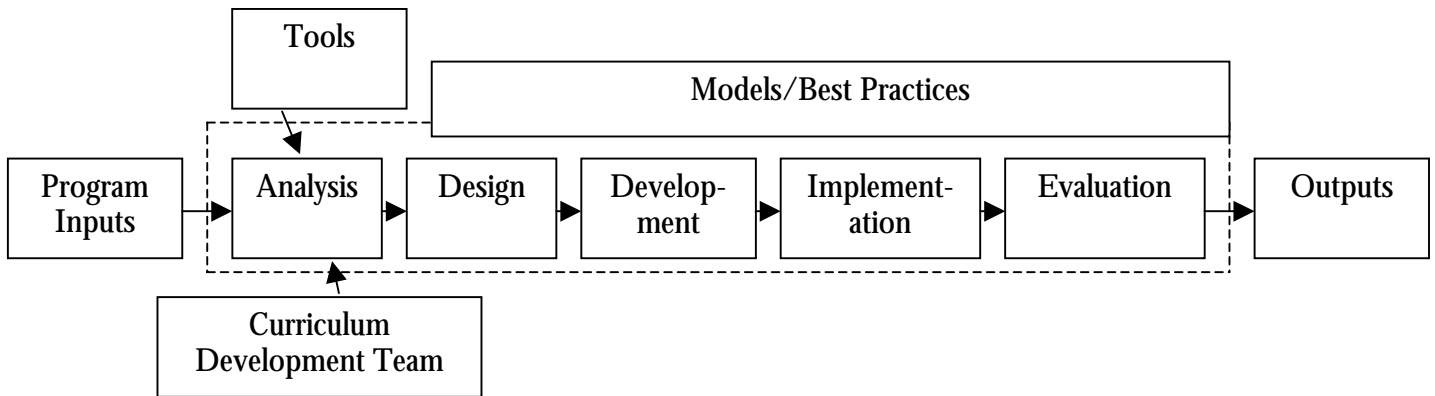 Tools
Models/Best Practices
Program
Inputs
Analysis
Design
Develop-
ment
Implement-
ation
Evaluation
Outputs
Curriculum
Development Team